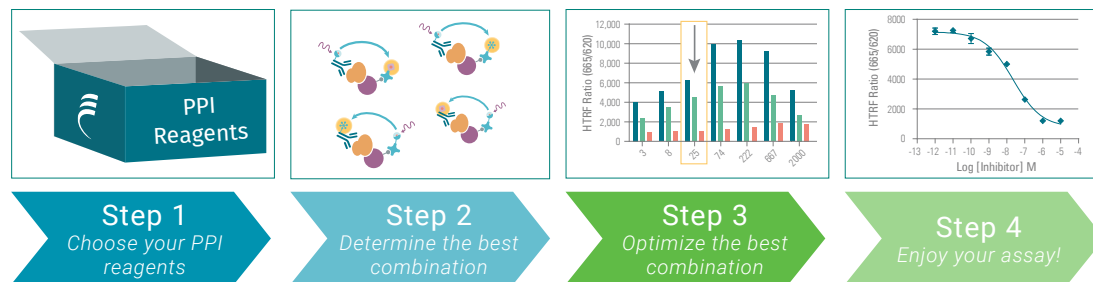 PPI
Reagents
HTRF Ratio (665/620)
12,000
10,000
8,000
6,000
4,000
2,000
0
3
8
25
74
222
667
2000
HTRF Ratio (665/620)
8000
6000
4000
2000
0
-13 -12 -11 -10 -9 -8 -7 -6 -5 -4
Log [Inhibitor] M
Step 1
Choose your PPI
reagents
Step 2
Determine the best
combination
Step 3
Optimize the best
combination
Step 4
Enjoy your assay!